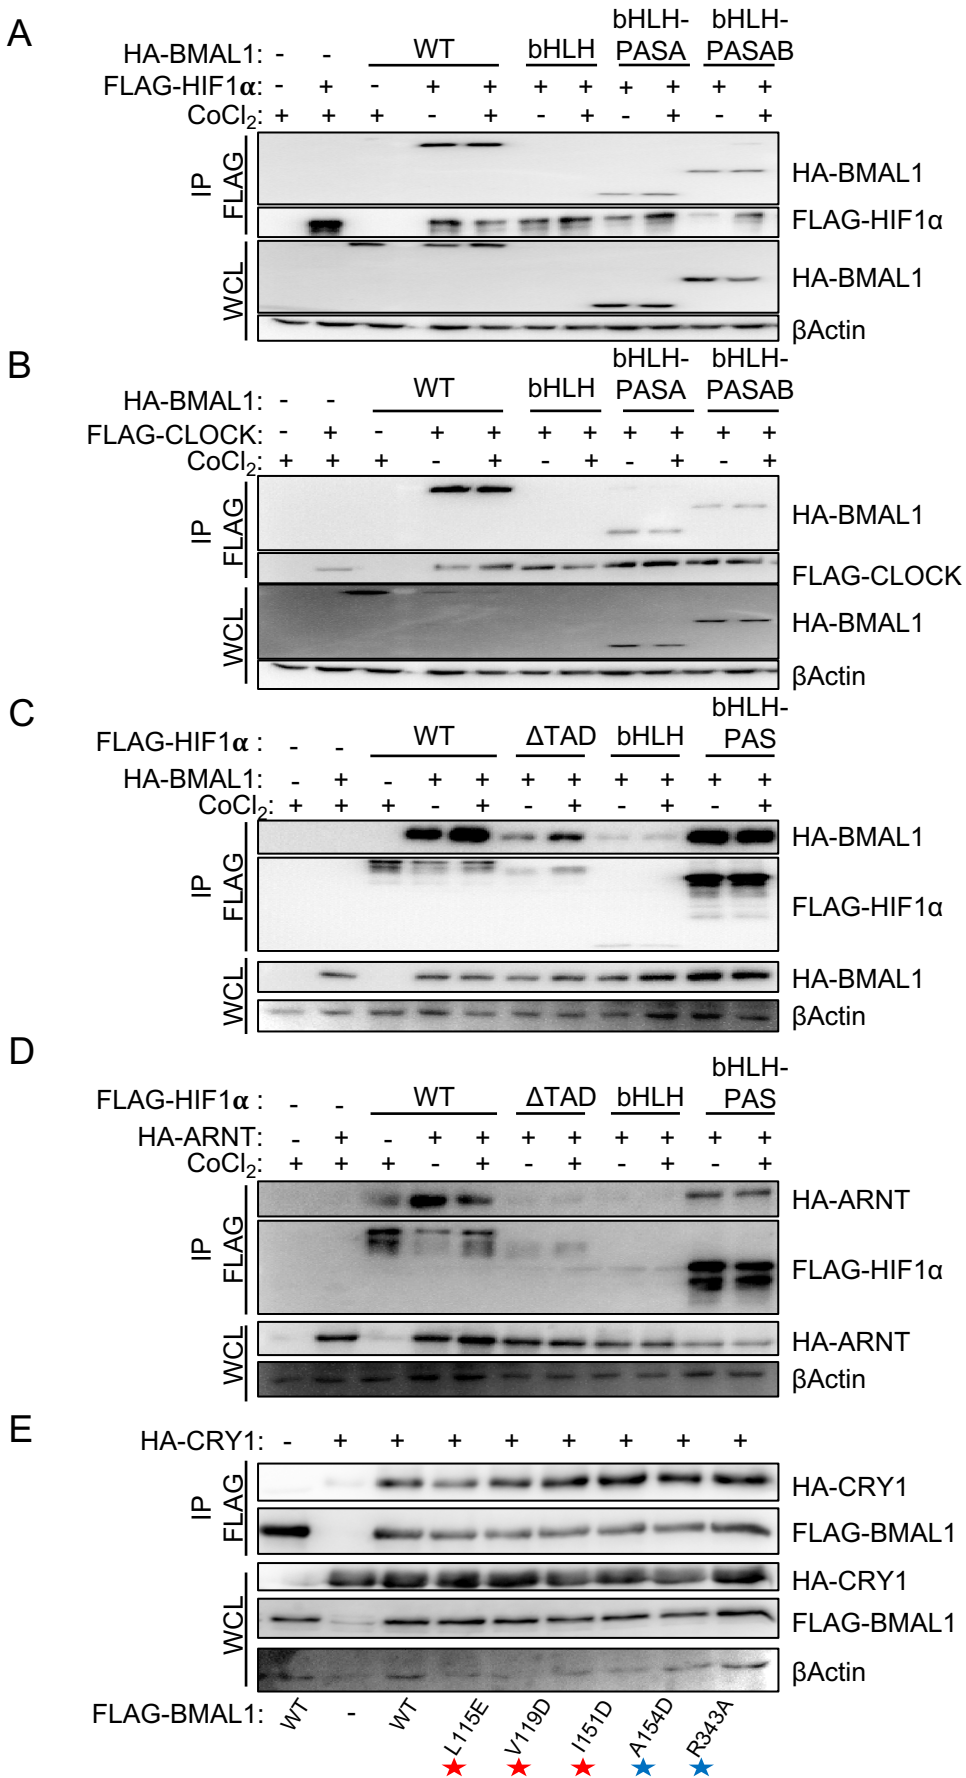 A
HA-BMAL1: - - WT bHLH bHLH-PASA bHLH-PASAB
FLAG-HIF1α: - + - + + + + + + + +
CoCl2: + + + - + - + - + - +
IP FLAG
HA-BMAL1
FLAG-HIF1α
WCL
HA-BMAL1
βActin
B
HA-BMAL1: - - WT bHLH bHLH-PASA bHLH-PASAB
FLAG-CLOCK: - + - + + + + + + + +
CoCl2: + + + - + - + - + - +
IP FLAG
HA-BMAL1
FLAG-CLOCK
WCL
HA-BMAL1
βActin
C
FLAG-HIF1α : - - WT ΔTAD bHLH bHLH-PAS
HA-BMAL1: - + - + + + + + + + +
CoCl2: + + + - + - + - + - +
IP FLAG
HA-BMAL1
FLAG-HIF1α
WCL
HA-BMAL1
βActin
D
FLAG-HIF1α : - - WT ΔTAD bHLH bHLH-PAS
HA-ARNT: - + - + + + + + + + +
CoCl2: + + + - + - + - + - +
IP FLAG
HA-ARNT
FLAG-HIF1α
WCL
HA-ARNT
βActin
E
HA-CRY1: - + + + + + + + +
IP FLAG
HA-CRY1
FLAG-BMAL1
WCL
HA-CRY1
FLAG-BMAL1
βActin
FLAG-BMAL1: WT - WT L115E V119D I151D A154D R343A